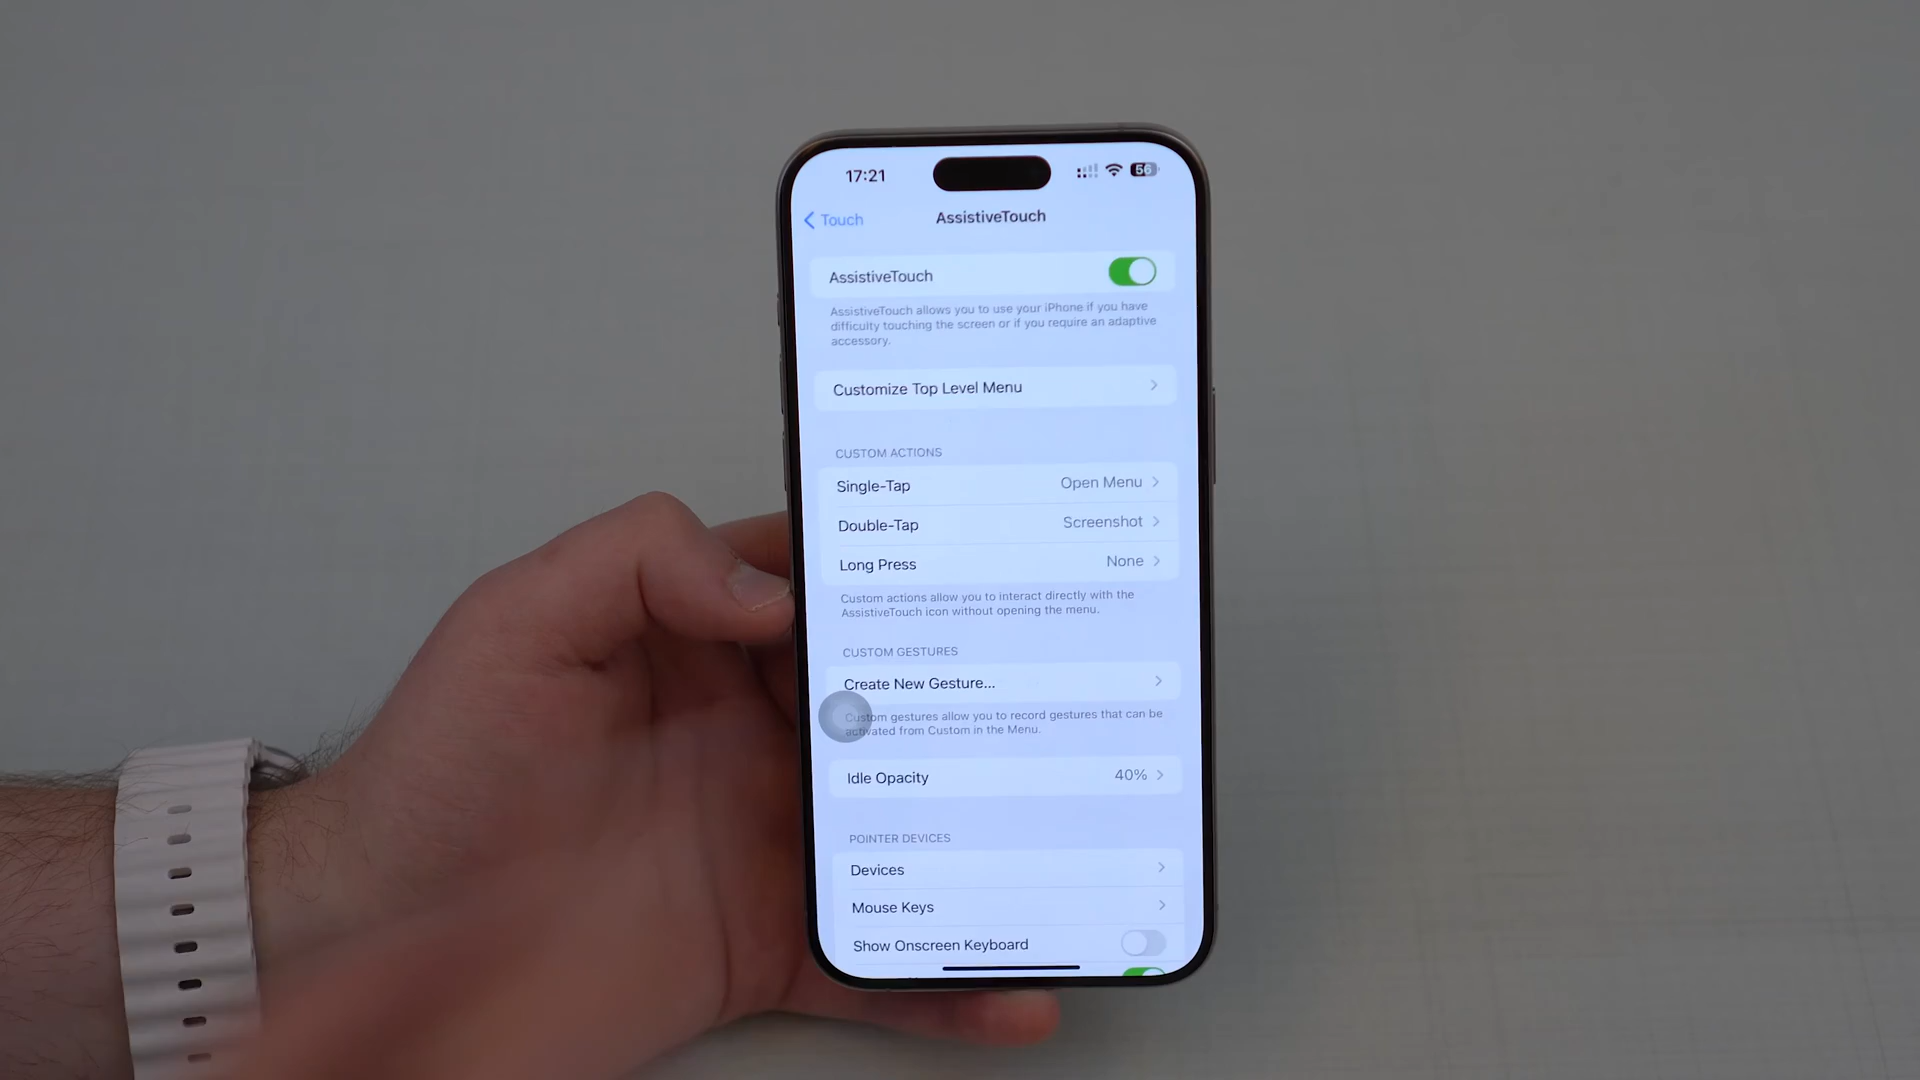 17:21
56
Touch
AssistiveTouch
AssistiveTouch
AssistiveTouch allows you to use your iPhone if you have
difficulty touching the screen or if you require an adaptive
accessory.
Customize Top Level Menu
CUSTOM ACTIONS
Single-Tap Open Menu
Double-Tap Screenshot
Long Press None
Custom actions allow you to interact directly with the
AssistiveTouch icon without opening the menu.
CUSTOM GESTURES
Create New Gesture...
Custom gestures allow you to record gestures that can be
activated from Custom in the Menu.
Idle Opacity 40%
POINTER DEVICES
Devices
Mouse Keys
Show Onscreen Keyboard